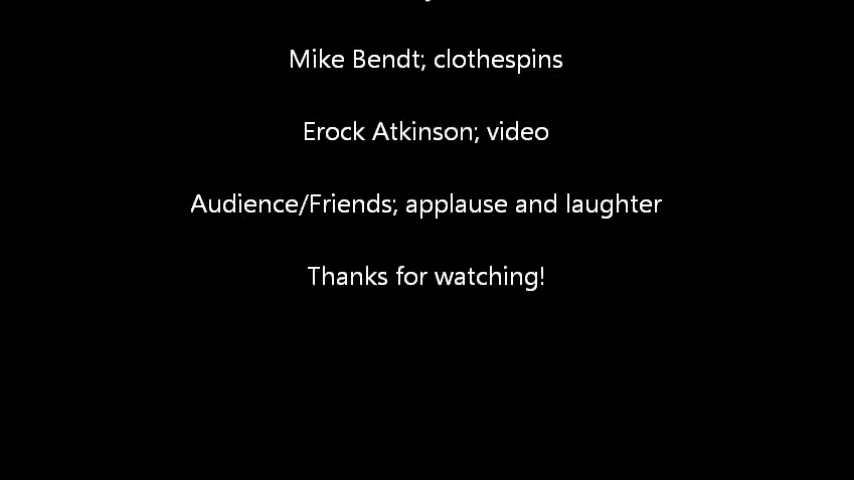 Mike Bendt; clothespins
Erock Atkinson; video
Audience/Friends; applause and laughter
Thanks for watching!